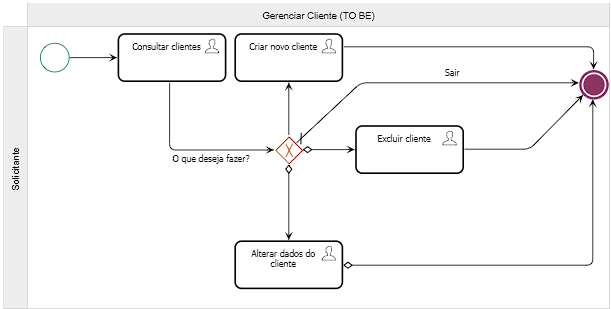 Gerenciar Cliente (TO BE)
Solicitante
Consultar clientes
Criar novo cliente
Sair
Excluir cliente
O que deseja fazer?
Alterar dados do
cliente